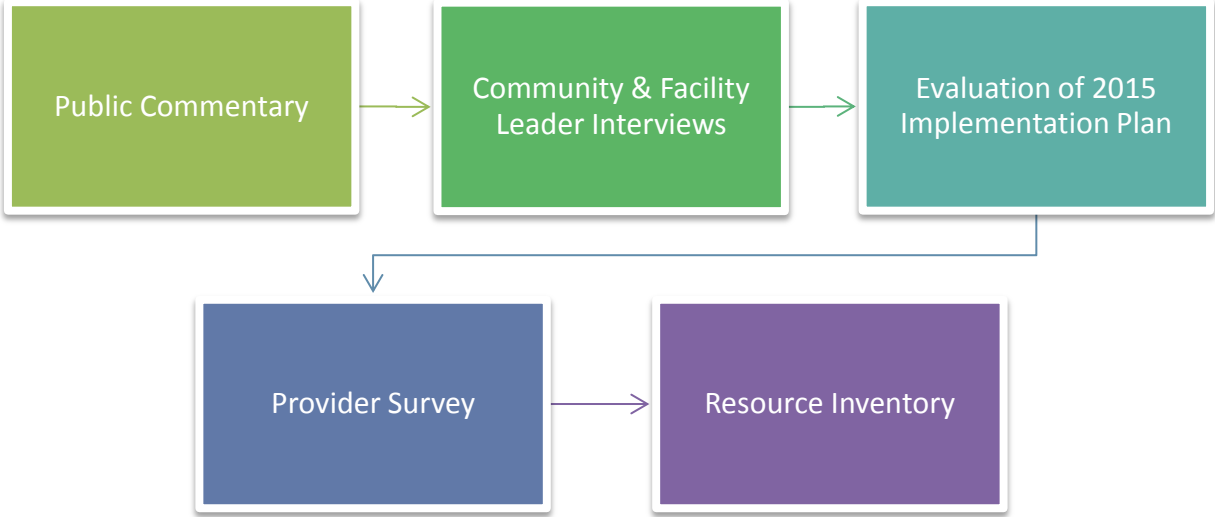 Public Commentary
Community & Facility
Leader Interviews
Evaluation of 2015
Implementation Plan
Provider Survey
Resource Inventory